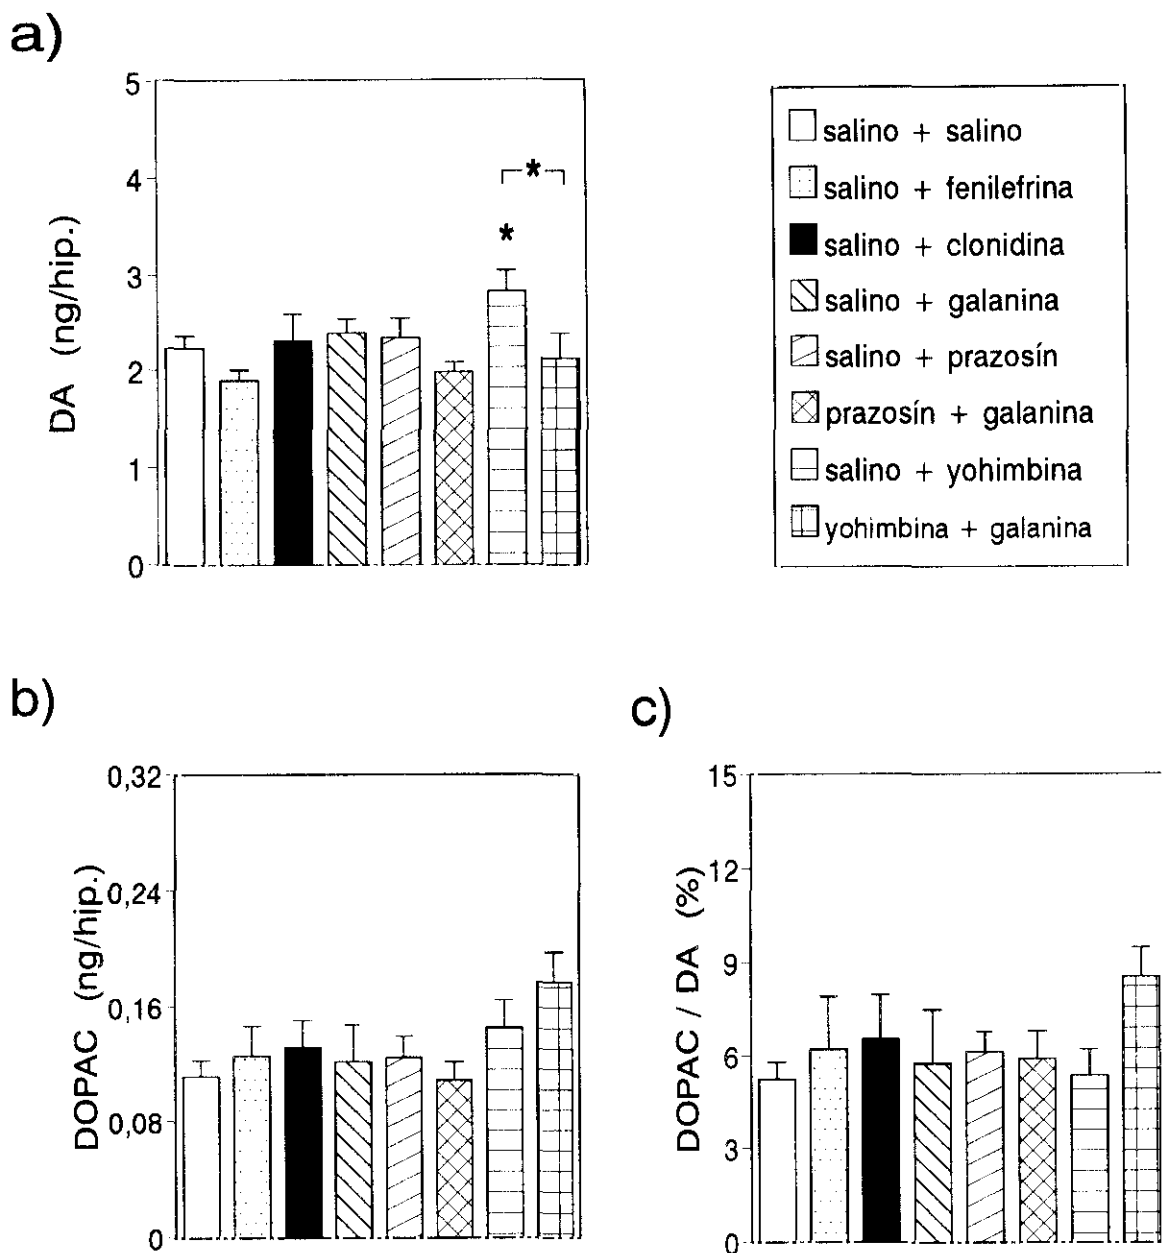 a)
5
4
3
2
1
0
DA (ng/hip.)
*
*
salino + salino
salino + fenilefrina
salino + clonidina
salino + galanina
salino + prazosín
prazosín + galanina
salino + yohimbina
yohimbina + galanina
b)
0,32
0,24
0,16
0,08
0
DOPAC (ng/hip.)
c)
15
12
9
6
3
0
DOPAC / DA (%)